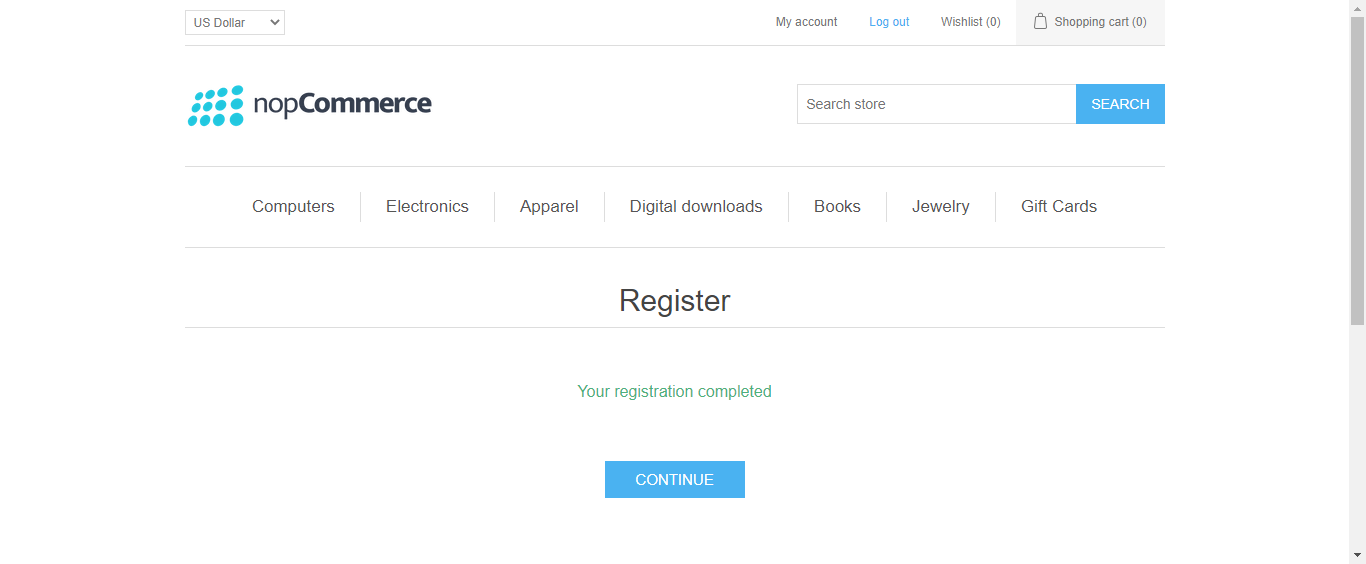 US Dollar
My account
Log out
Wishlist (0)
Shopping cart (0)
nopCommerce
Search store
SEARCH
Computers
Electronics
Apparel
Digital downloads
Books
Jewelry
Gift Cards
Register
Your registration completed
CONTINUE